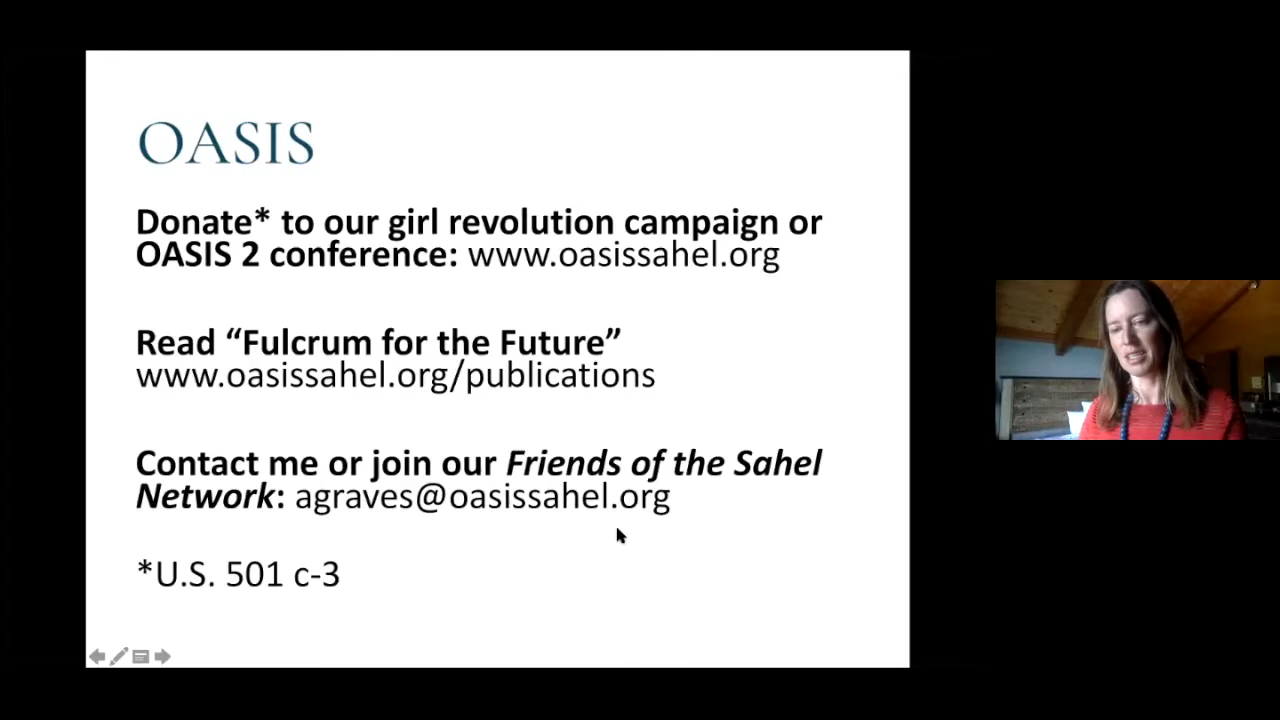 OASIS
Donate* to our girl revolution campaign or
OASIS 2 conference: www.oasissahel.org
Read “Fulcrum for the Future”
www.oasissahel.org/publications
Contact me or join our Friends of the Sahel
Network: agraves@oasissahel.org
*U.S. 501 c-3